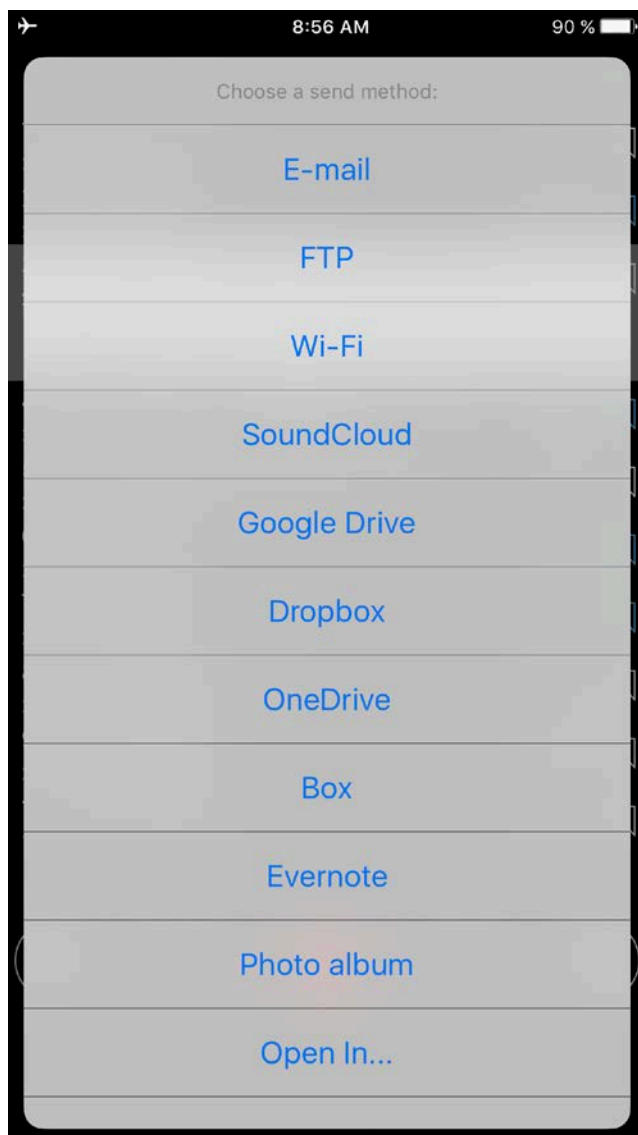 8:56 AM
90 %
Choose a send method:
E-mail
FTP
Wi-Fi
SoundCloud
Google Drive
Dropbox
OneDrive
Box
Evernote
Photo album
Open In...